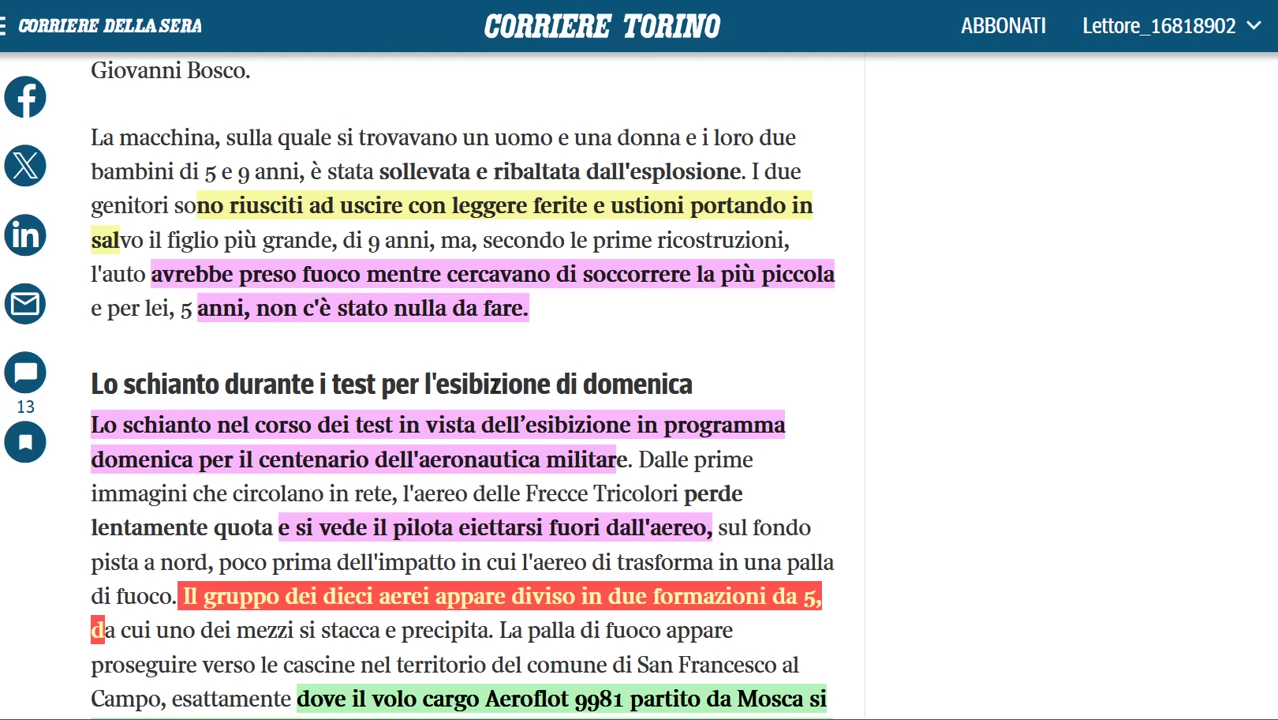 CORRIERE DELLA SERA
CORRIERE TORINO
ABBONATI
Lettore_16818902
Giovanni Bosco.
La macchina, sulla quale si trovavano un uomo e una donna e i loro due
bambini di 5 e 9 anni, è stata sollevata e ribaltata dall'esplosione. I due
genitori sono riusciti ad uscire con leggere ferite e ustioni portando in
salvo il figlio più grande, di 9 anni, ma, secondo le prime ricostruzioni,
l'auto avrebbe preso fuoco mentre cercavano di soccorrere la più piccola
e per lei, 5 anni, non c'è stato nulla da fare.
13
Lo schianto durante i test per l'esibizione di domenica
Lo schianto nel corso dei test in vista dell’esibizione in programma
domenica per il centenario dell'aeronautica militare. Dalle prime
immagini che circolano in rete, l'aereo delle Frecce Tricolori perde
lentamente quota e si vede il pilota eiettarsi fuori dall'aereo, sul fondo
pista a nord, poco prima dell'impatto in cui l'aereo di trasforma in una palla
di fuoco. Il gruppo dei dieci aerei appare diviso in due formazioni da 5,
da cui uno dei mezzi si stacca e precipita. La palla di fuoco appare
proseguire verso le cascine nel territorio del comune di San Francesco al
Campo, esattamente dove il volo cargo Aeroflot 9981 partito da Mosca si